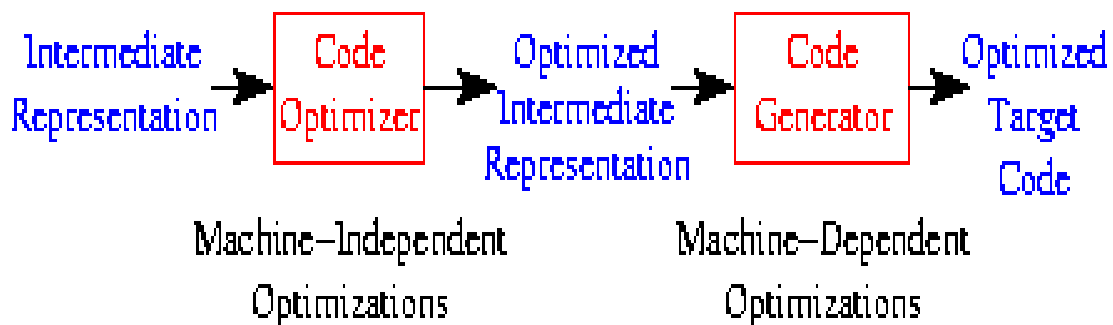 Intermediate
Representation
Code
Optimizer
Optimized
Intermediate
Representation
Code
Generator
Optimized
Target
Code
Machine-Independent
Optimizations
Machine-Dependent
Optimizations